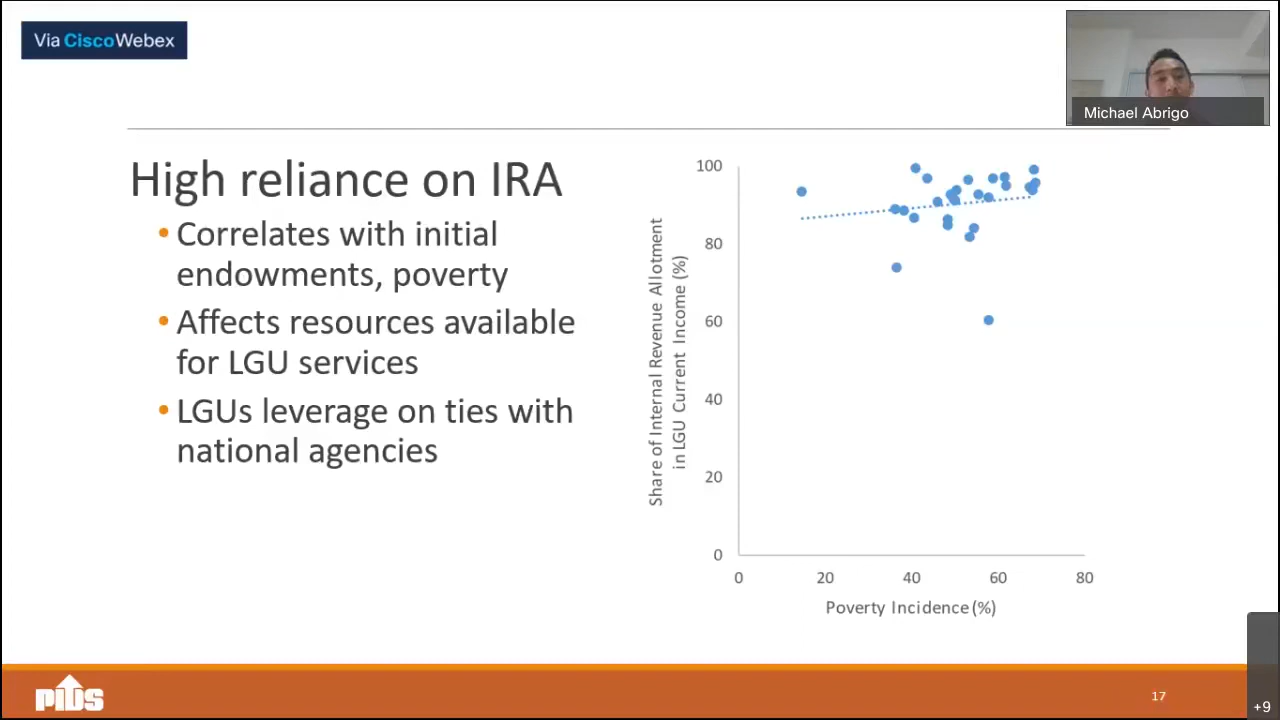 Via CiscoWebex
Michael Abrigo
High reliance on IRA
• Correlates with initial
endowments, poverty
• Affects resources available
for LGU services
• LGUs leverage on ties with
national agencies
Share of Internal Revenue Allotment
in LGU Current Income (%)
100
80
60
40
20
0
0 20 40 60 80
Poverty Incidence (%)
PIDS
17
+9